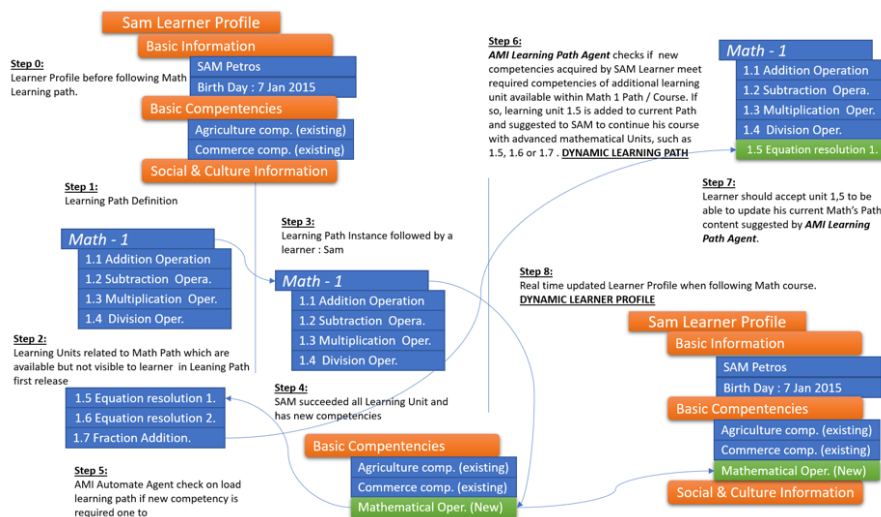 Sam Learner Profile
Basic Information
Step 0:
Learner Profile before following Math
Learning path.
SAM Petros
Birth Day : 7 Jan 2015
Basic Compentencies
Agriculture comp. (existing)
Commerce comp. (existing)
Social & Culture Information
Step 1:
Learning Path Definition
Math - 1
1.1 Addition Operation
1.2 Subtraction Opera.
1.3 Multiplication Oper.
1.4 Division Oper.
Step 2:
Learning Units related to Math Path which are
available but not visible to learner in Leaning Path
first release
1.5 Equation resolution 1.
1.6 Equation resolution 2.
1.7 Fraction Addition.
Step 3:
Learning Path Instance followed by a
learner : Sam
Math - 1
1.1 Addition Operation
1.2 Subtraction Opera.
1.3 Multiplication Oper.
1.4 Division Oper.
Step 4:
SAM succeeded all Learning Unit and
has new competencies
Basic Compentencies
Agriculture comp. (existing)
Commerce comp. (existing)
Mathematical Oper. (New)
Step 5:
AMI Automate Agent check on load
learning path if new competency is
required one to
Step 6:
AMI Learning Path Agent checks if new
competencies acquired by SAM Learner meet
required competencies of additional learning
unit available within Math 1 Path / Course. If
so, learning unit 1.5 is added to current Path
and suggested to SAM to continue his course
with advanced mathematical Units, such as
1.5, 1.6 or 1.7 . DYNAMIC LEARNING PATH
Math - 1
1.1 Addition Operation
1.2 Subtraction Opera.
1.3 Multiplication Oper.
1.4 Division Oper.
1.5 Equation resolution 1.
Step 7:
Learner should accept unit 1,5 to be
able to update his current Math's Path
content suggested by AMI Learning
Path Agent.
Step 8:
Real time updated Learner Profile when following Math course.
DYNAMIC LEARNER PROFILE
Sam Learner Profile
Basic Information
SAM Petros
Birth Day : 7 Jan 2015
Basic Compentencies
Agriculture comp. (existing)
Commerce comp. (existing)
Mathematical Oper. (New)
Social & Culture Information